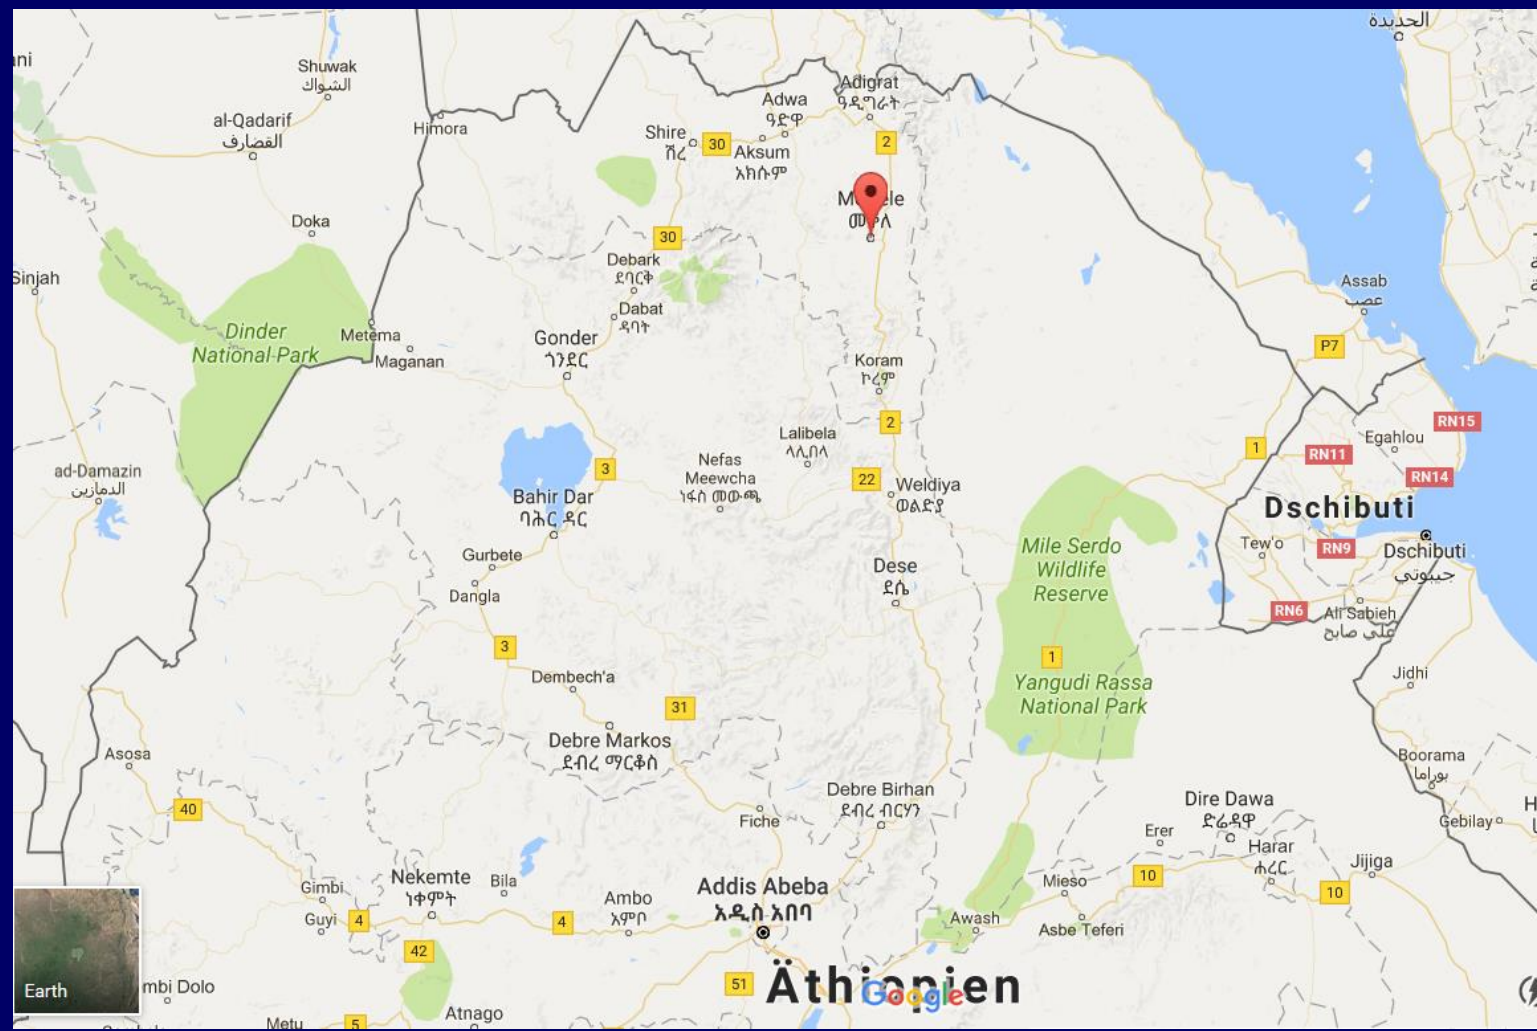 الحديدة
Shuwak
الشواك
Adigrat
ዓዲግራት
Adwa
ዓድዋ
al-Qadarif
القضارف
Himora
Shire
ሽረ
30
2
Aksum
አክሱም
Doka
30
Debark
ደባርቅ
Sinjah
Assab
عصب
Dabat
ዳባት
Dinder
National Park
Metema
Maganan
Gonder
ጎንደር
P7
Koram
ኮረም
2
Lalibela
ላሊበላ
RN15
Egahlou
1
RN11
RN14
ad-Damazin
الدمازين
3
Nefas
Meewcha
ነፋስ መውጫ
22
Weldiya
ወልድያ
Bahir Dar
ባሕር ዳር
Dschibuti
Mile Serdo
Wildlife
Reserve
Tew'o
RN9
Dschibuti
جيبوتي
Gurbete
Dangla
Dese
ደሴ
RN6
Ali Sabieh
علي صابح
3
1
Dembech'a
Yangudi Rassa
National Park
Jidhi
31
Debre Markos
ደብረ ማርቆስ
Asosa
Boorama
بوراما
40
Debre Birhan
ደብረ ብርሃን
Fiche
Dire Dawa
ድሬዳዋ
Erer
Harar
ሐረር
Gebilay
Jijiga
10
10
Gimbi
Nekemte
ነቀምት
Bila
Addis Abeba
አዲስ አበባ
Mieso
Guyi
4
4
Ambo
አምቦ
Awash
Asbe Teferi
42
Earth
51
Äthiopien
Google
Atnago
Metu
5